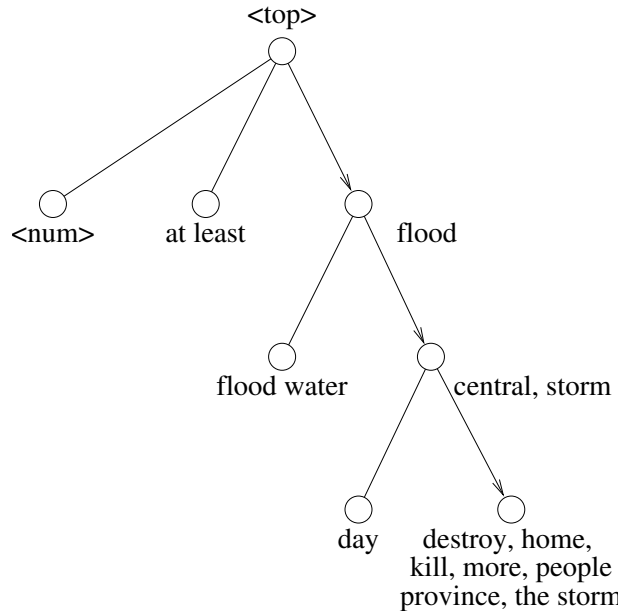 <top>
<num>
at least
flood
flood water
central, storm
day
destroy, home,
kill, more, people
province, the storm